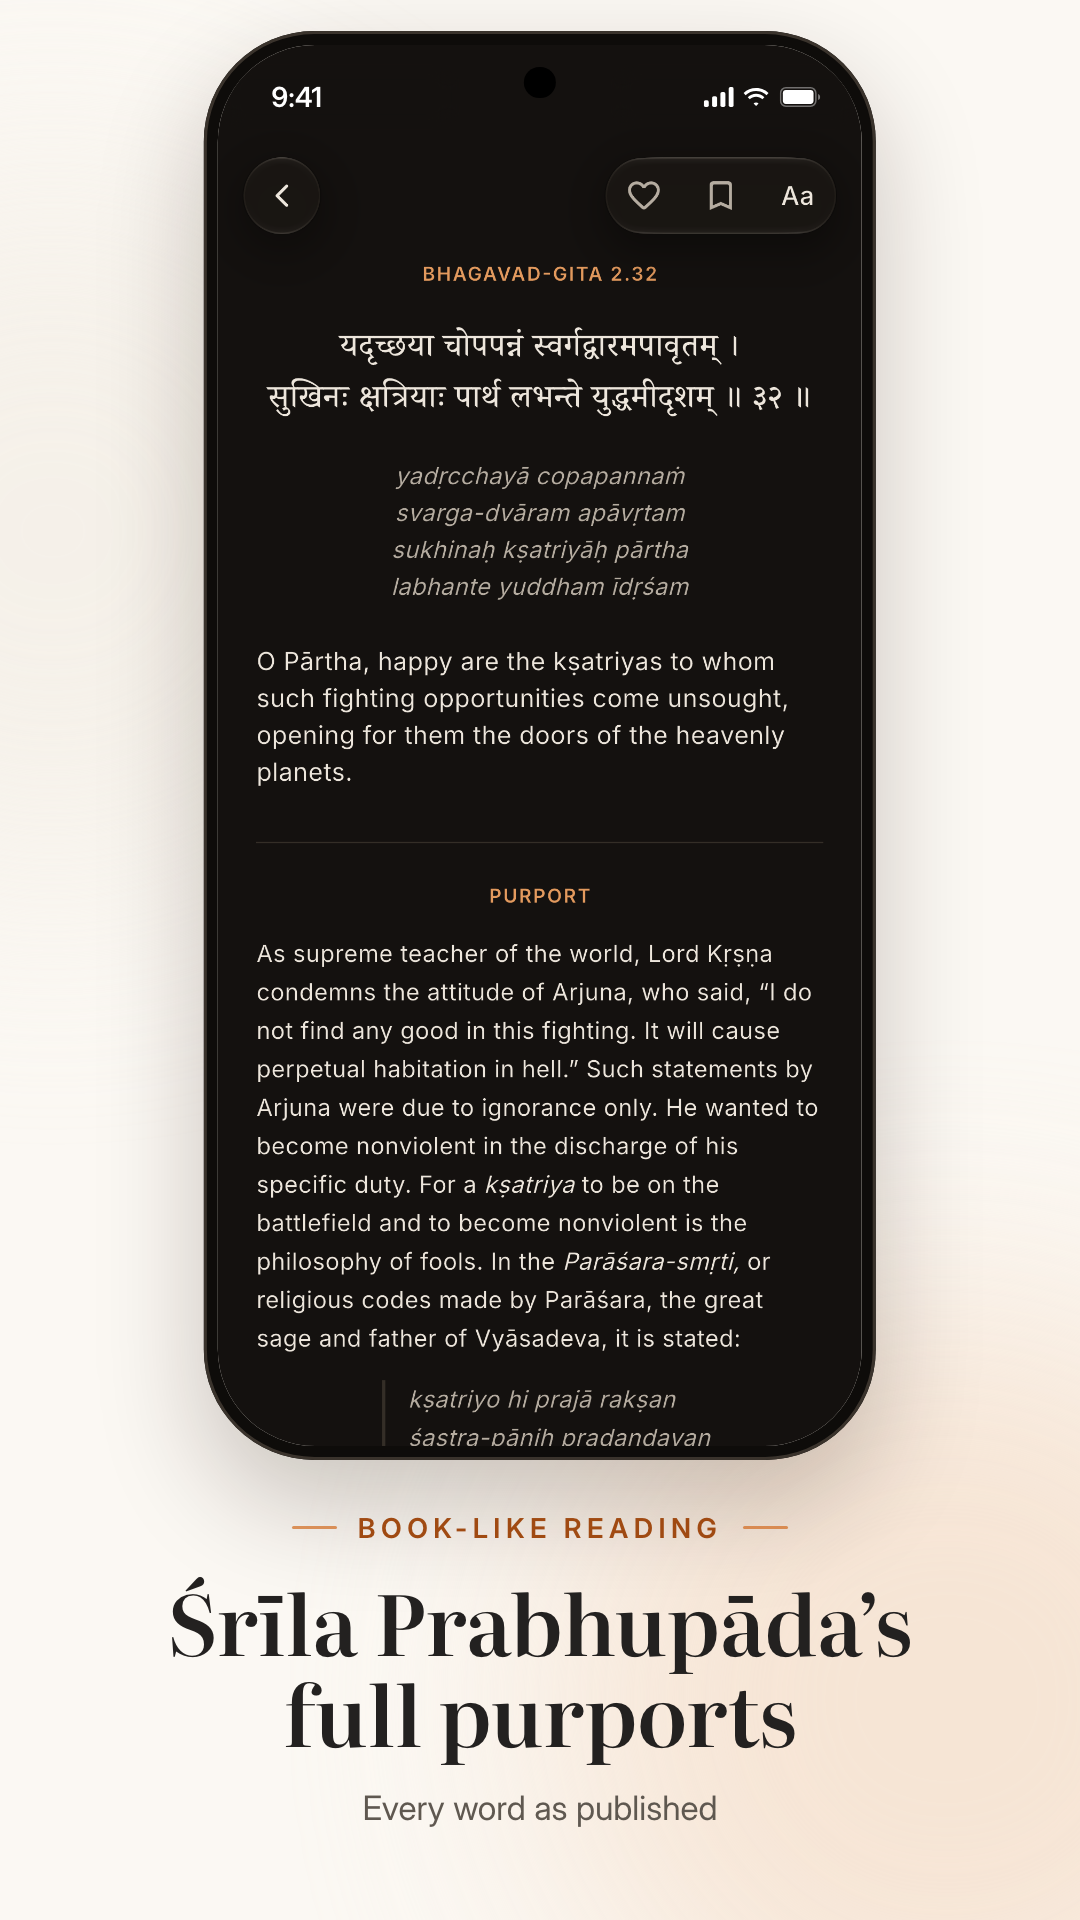 9:41
Aa
BHAGAVAD-GITA 2.32
यदृच्छया चोपपन्नं स्वर्गद्वारमपावृतम् ।
सुखिनः क्षत्रियाः पार्थ लभन्ते युद्धमीदृशम् ॥ ३२ ॥
yadṛcchayā copapannaṁ
svarga-dvāram apāvṛtam
sukhinaḥ kṣatriyāḥ pārtha
labhante yuddham īdṛśam
O Pārtha, happy are the kṣatriyas to whom
such fighting opportunities come unsought,
opening for them the doors of the heavenly
planets.
PURPORT
As supreme teacher of the world, Lord Kṛṣṇa
condemns the attitude of Arjuna, who said, “I do
not find any good in this fighting. It will cause
perpetual habitation in hell.” Such statements by
Arjuna were due to ignorance only. He wanted to
become nonviolent in the discharge of his
specific duty. For a kṣatriya to be on the
battlefield and to become nonviolent is the
philosophy of fools. In the Parāśara-smṛti, or
religious codes made by Parāśara, the great
sage and father of Vyāsadeva, it is stated:
kṣatriyo hi prajā rakṣan
śastra-pāṇiḥ pradaṇḍayan
BOOK-LIKE READING
Śrīla Prabhupāda’s
full purports
Every word as published